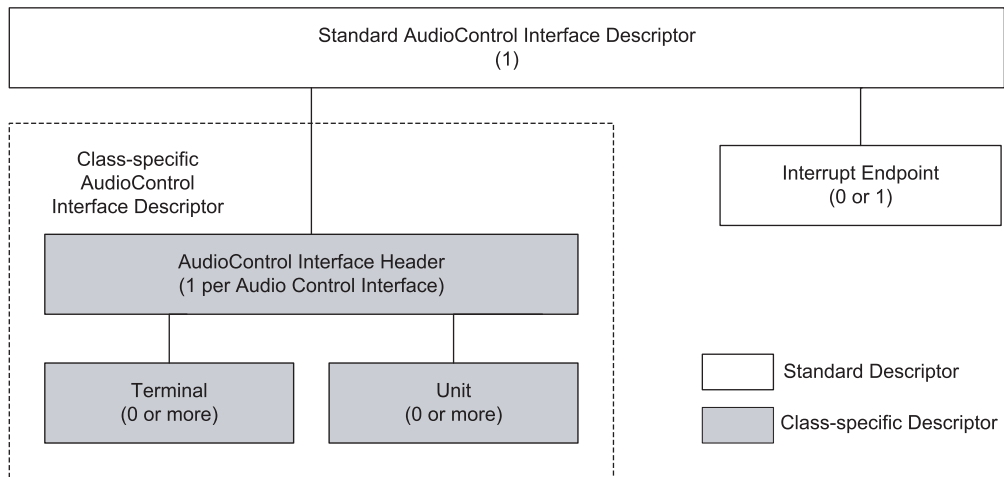 Standard AudioControl Interface Descriptor
(1)
Class-specific
AudioControl
Interface Descriptor
Interrupt Endpoint
(0 or 1)
AudioControl Interface Header
(1 per Audio Control Interface)
Terminal
(0 or more)
Unit
(0 or more)
Standard Descriptor
Class-specific Descriptor